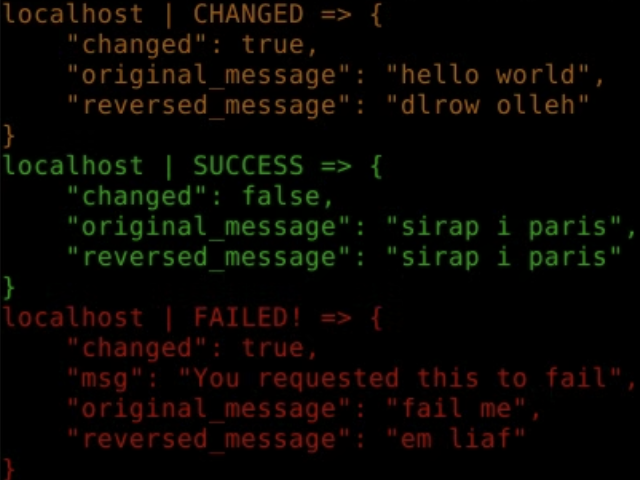 localhost | CHANGED => {
    "changed": true,
    "original_message": "hello world",
    "reversed_message": "dlrow olleh"
}
localhost | SUCCESS => {
    "changed": false,
    "original_message": "sirap i paris",
    "reversed_message": "sirap i paris"
}
localhost | FAILED! => {
    "changed": true,
    "msg": "You requested this to fail",
    "original_message": "fail me",
    "reversed_message": "em liaf"
}